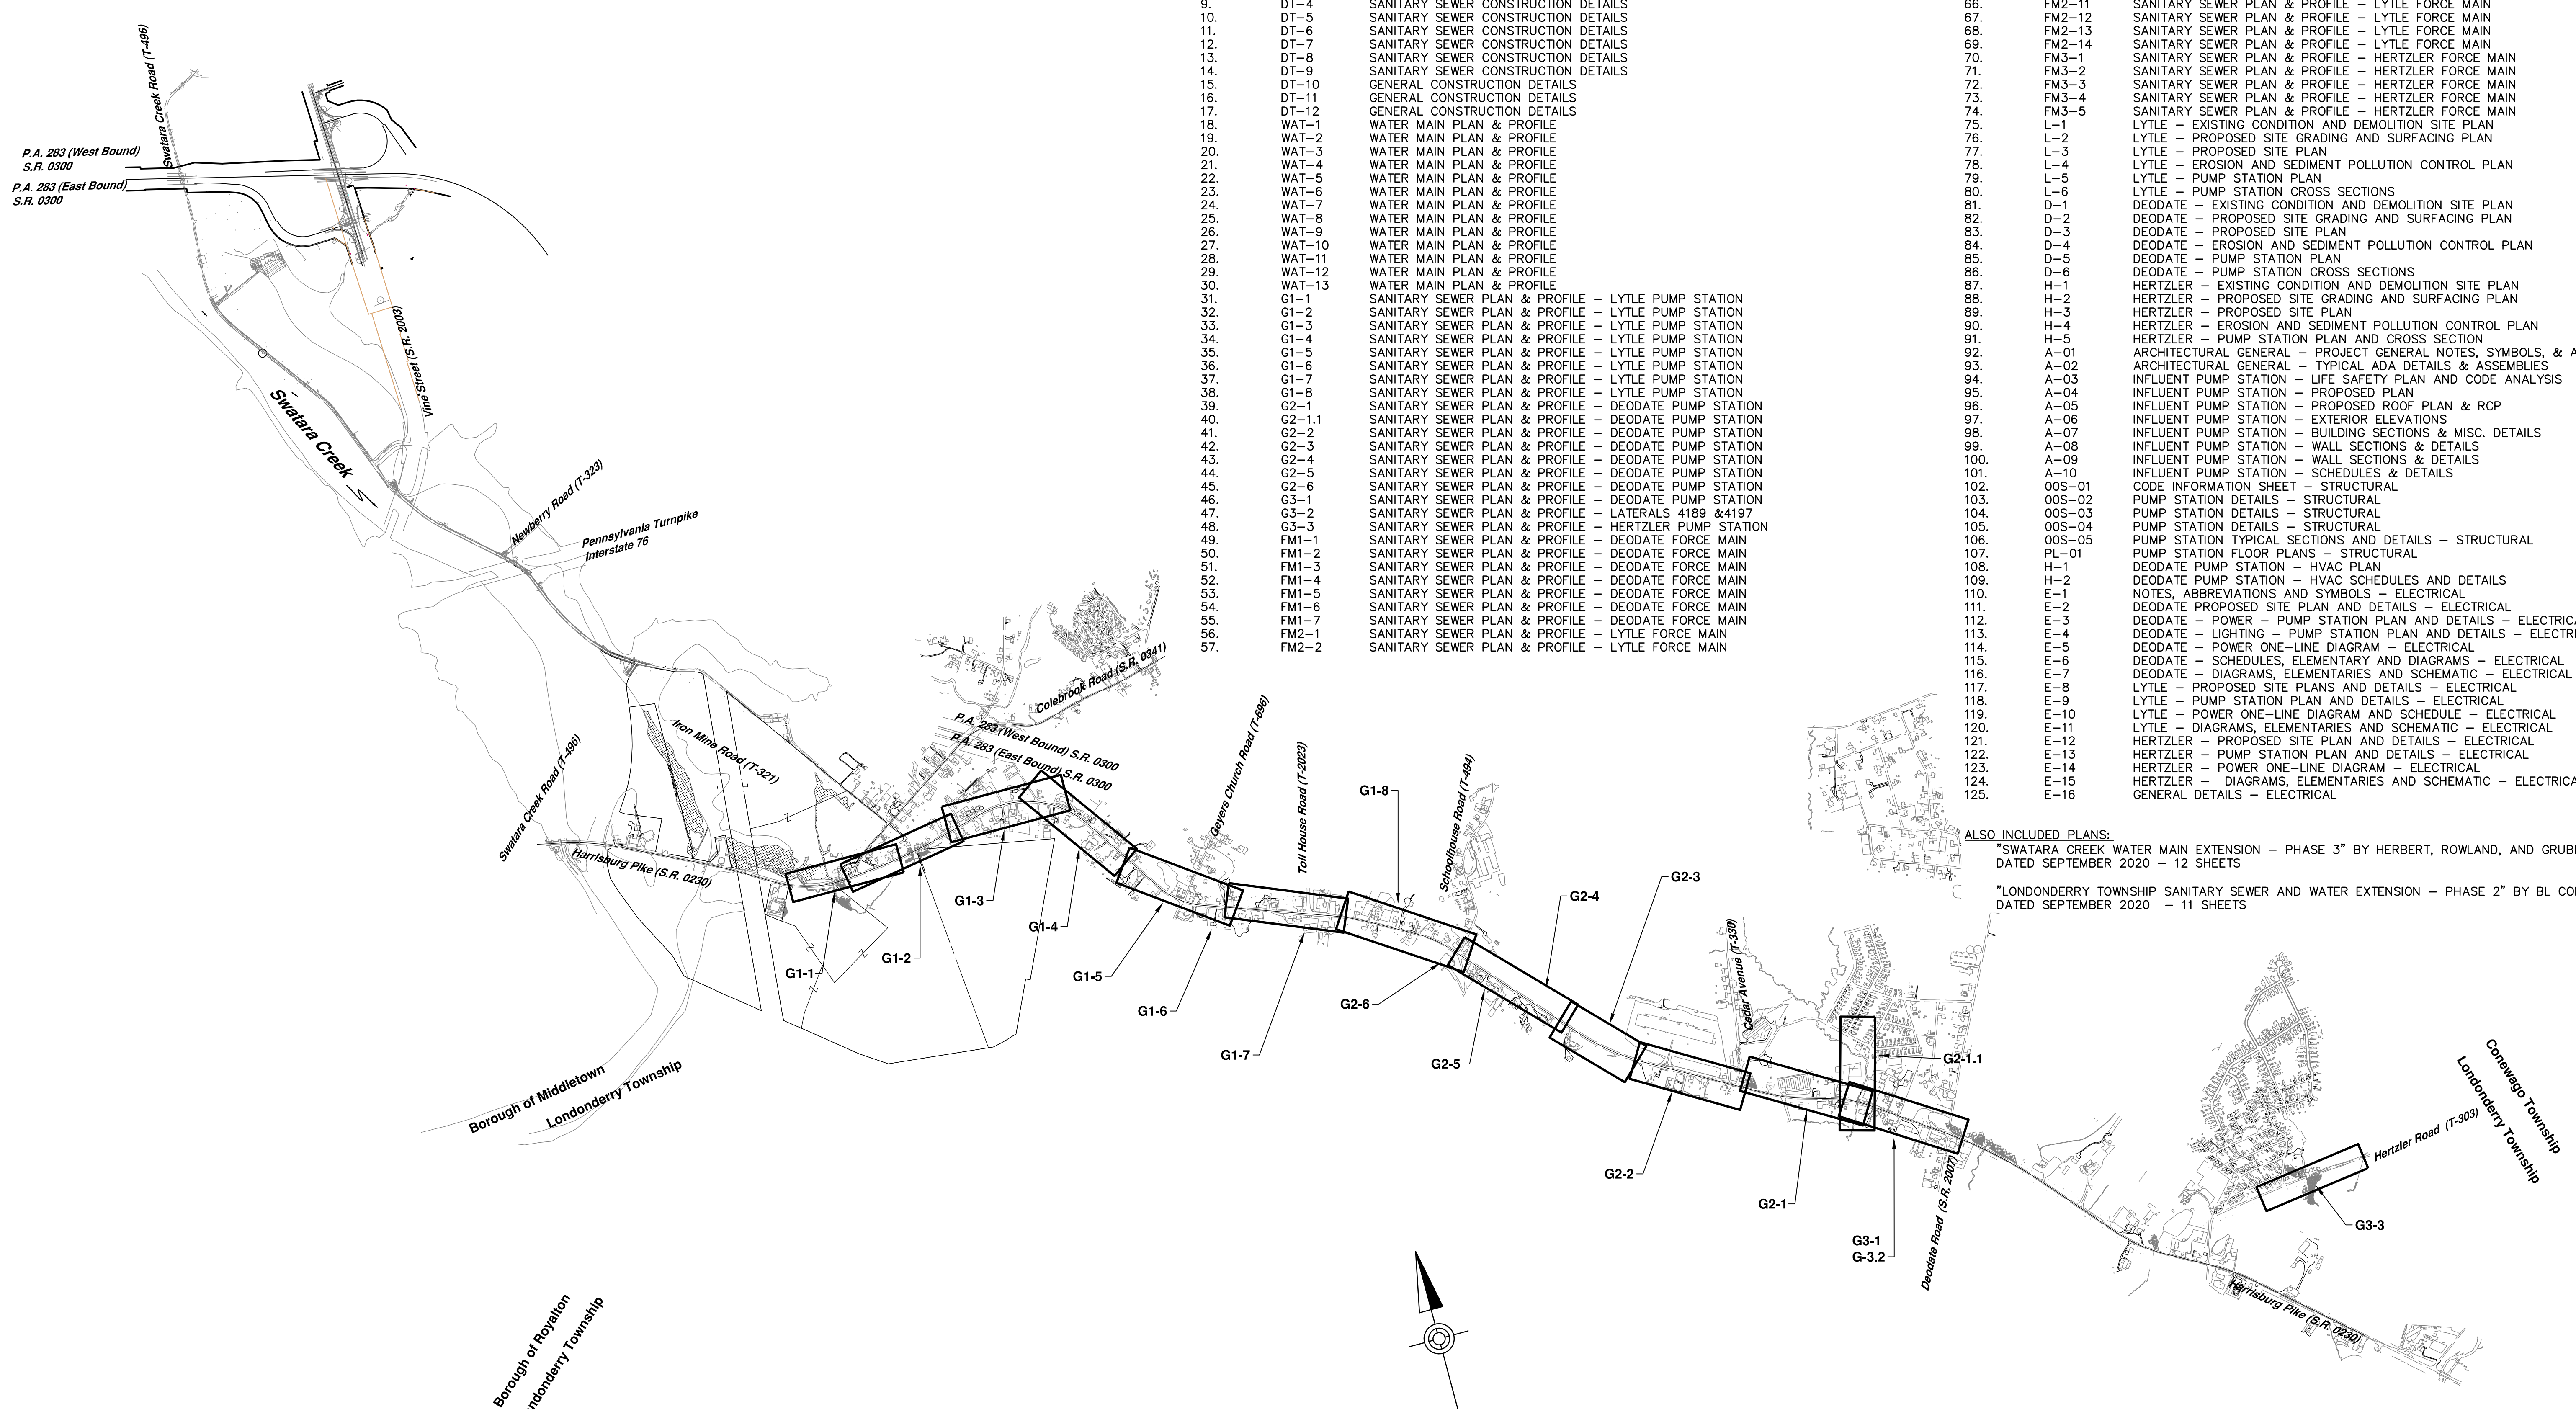 9. DT-4 SANITARY SEWER CONSTRUCTION DETAILS
10. DT-5 SANITARY SEWER CONSTRUCTION DETAILS
11. DT-6 SANITARY SEWER CONSTRUCTION DETAILS
12. DT-7 SANITARY SEWER CONSTRUCTION DETAILS
13. DT-8 SANITARY SEWER CONSTRUCTION DETAILS
14. DT-9 SANITARY SEWER CONSTRUCTION DETAILS
15. DT-10 GENERAL CONSTRUCTION DETAILS
16. DT-11 GENERAL CONSTRUCTION DETAILS
17. DT-12 GENERAL CONSTRUCTION DETAILS
18. WAT-1 WATER MAIN PLAN & PROFILE
19. WAT-2 WATER MAIN PLAN & PROFILE
20. WAT-3 WATER MAIN PLAN & PROFILE
21. WAT-4 WATER MAIN PLAN & PROFILE
22. WAT-5 WATER MAIN PLAN & PROFILE
23. WAT-6 WATER MAIN PLAN & PROFILE
24. WAT-7 WATER MAIN PLAN & PROFILE
25. WAT-8 WATER MAIN PLAN & PROFILE
26. WAT-9 WATER MAIN PLAN & PROFILE
27. WAT-10 WATER MAIN PLAN & PROFILE
28. WAT-11 WATER MAIN PLAN & PROFILE
29. WAT-12 WATER MAIN PLAN & PROFILE
30. WAT-13 WATER MAIN PLAN & PROFILE
31. G1-1 SANITARY SEWER PLAN & PROFILE - LYTLE PUMP STATION
32. G1-2 SANITARY SEWER PLAN & PROFILE - LYTLE PUMP STATION
33. G1-3 SANITARY SEWER PLAN & PROFILE - LYTLE PUMP STATION
34. G1-4 SANITARY SEWER PLAN & PROFILE - LYTLE PUMP STATION
35. G1-5 SANITARY SEWER PLAN & PROFILE - LYTLE PUMP STATION
36. G1-6 SANITARY SEWER PLAN & PROFILE - LYTLE PUMP STATION
37. G1-7 SANITARY SEWER PLAN & PROFILE - LYTLE PUMP STATION
38. G1-8 SANITARY SEWER PLAN & PROFILE - LYTLE PUMP STATION
39. G2-1 SANITARY SEWER PLAN & PROFILE - DEODATE PUMP STATION
40. G2-1.1 SANITARY SEWER PLAN & PROFILE - DEODATE PUMP STATION
41. G2-2 SANITARY SEWER PLAN & PROFILE - DEODATE PUMP STATION
42. G2-3 SANITARY SEWER PLAN & PROFILE - DEODATE PUMP STATION
43. G2-4 SANITARY SEWER PLAN & PROFILE - DEODATE PUMP STATION
44. G2-5 SANITARY SEWER PLAN & PROFILE - DEODATE PUMP STATION
45. G2-6 SANITARY SEWER PLAN & PROFILE - DEODATE PUMP STATION
46. G3-1 SANITARY SEWER PLAN & PROFILE - DEODATE PUMP STATION
47. G3-2 SANITARY SEWER PLAN & PROFILE - LATERALS 4189 &4197
48. G3-3 SANITARY SEWER PLAN & PROFILE - HERTZLER PUMP STATION
49. FM1-1 SANITARY SEWER PLAN & PROFILE - DEODATE FORCE MAIN
50. FM1-2 SANITARY SEWER PLAN & PROFILE - DEODATE FORCE MAIN
51. FM1-3 SANITARY SEWER PLAN & PROFILE - DEODATE FORCE MAIN
52. FM1-4 SANITARY SEWER PLAN & PROFILE - DEODATE FORCE MAIN
53. FM1-5 SANITARY SEWER PLAN & PROFILE - DEODATE FORCE MAIN
54. FM1-6 SANITARY SEWER PLAN & PROFILE - DEODATE FORCE MAIN
55. FM1-7 SANITARY SEWER PLAN & PROFILE - DEODATE FORCE MAIN
56. FM2-1 SANITARY SEWER PLAN & PROFILE - LYTLE FORCE MAIN
57. FM2-2 SANITARY SEWER PLAN & PROFILE - LYTLE FORCE MAIN
66. FM2-11 SANITARY SEWER PLAN & PROFILE - LYTLE FORCE MAIN
67. FM2-12 SANITARY SEWER PLAN & PROFILE - LYTLE FORCE MAIN
68. FM2-13 SANITARY SEWER PLAN & PROFILE - LYTLE FORCE MAIN
69. FM2-14 SANITARY SEWER PLAN & PROFILE - LYTLE FORCE MAIN
70. FM3-1 SANITARY SEWER PLAN & PROFILE - HERTZLER FORCE MAIN
71. FM3-2 SANITARY SEWER PLAN & PROFILE - HERTZLER FORCE MAIN
72. FM3-3 SANITARY SEWER PLAN & PROFILE - HERTZLER FORCE MAIN
73. FM3-4 SANITARY SEWER PLAN & PROFILE - HERTZLER FORCE MAIN
74. FM3-5 SANITARY SEWER PLAN & PROFILE - HERTZLER FORCE MAIN
75. L-1 LYTLE - EXISTING CONDITION AND DEMOLITION SITE PLAN
76. L-2 LYTLE - PROPOSED SITE GRADING AND SURFACING PLAN
77. L-3 LYTLE - PROPOSED SITE PLAN
78. L-4 LYTLE - EROSION AND SEDIMENT POLLUTION CONTROL PLAN
79. L-5 LYTLE - PUMP STATION PLAN
80. L-6 LYTLE - PUMP STATION CROSS SECTIONS
81. D-1 DEODATE - EXISTING CONDITION AND DEMOLITION SITE PLAN
82. D-2 DEODATE - PROPOSED SITE GRADING AND SURFACING PLAN
83. D-3 DEODATE - PROPOSED SITE PLAN
84. D-4 DEODATE - EROSION AND SEDIMENT POLLUTION CONTROL PLAN
85. D-5 DEODATE - PUMP STATION PLAN
86. D-6 DEODATE - PUMP STATION CROSS SECTIONS
87. H-1 HERTZLER - EXISTING CONDITION AND DEMOLITION SITE PLAN
88. H-2 HERTZLER - PROPOSED SITE GRADING AND SURFACING PLAN
89. H-3 HERTZLER - PROPOSED SITE PLAN
90. H-4 HERTZLER - EROSION AND SEDIMENT POLLUTION CONTROL PLAN
91. H-5 HERTZLER - PUMP STATION PLAN AND CROSS SECTION
92. A-01 ARCHITECTURAL GENERAL - PROJECT GENERAL NOTES, SYMBOLS, & A
93. A-02 ARCHITECTURAL GENERAL - TYPICAL ADA DETAILS & ASSEMBLIES
94. A-03 INFLUENT PUMP STATION - LIFE SAFETY PLAN AND CODE ANALYSIS
95. A-04 INFLUENT PUMP STATION - PROPOSED PLAN
96. A-05 INFLUENT PUMP STATION - PROPOSED ROOF PLAN & RCP
97. A-06 INFLUENT PUMP STATION - EXTERIOR ELEVATIONS
98. A-07 INFLUENT PUMP STATION - BUILDING SECTIONS & MISC. DETAILS
99. A-08 INFLUENT PUMP STATION - WALL SECTIONS & DETAILS
100. A-09 INFLUENT PUMP STATION - WALL SECTIONS & DETAILS
101. A-10 INFLUENT PUMP STATION - SCHEDULES & DETAILS
102. 00S-01 CODE INFORMATION SHEET - STRUCTURAL
103. 00S-02 PUMP STATION DETAILS - STRUCTURAL
104. 00S-03 PUMP STATION DETAILS - STRUCTURAL
105. 00S-04 PUMP STATION DETAILS - STRUCTURAL
106. 00S-05 PUMP STATION TYPICAL SECTIONS AND DETAILS - STRUCTURAL
107. PL-01 PUMP STATION FLOOR PLANS - STRUCTURAL
108. H-1 DEODATE PUMP STATION - HVAC PLAN
109. H-2 DEODATE PUMP STATION - HVAC SCHEDULES AND DETAILS
110. E-1 NOTES, ABBREVIATIONS AND SYMBOLS - ELECTRICAL
111. E-2 DEODATE PROPOSED SITE PLAN AND DETAILS - ELECTRICAL
112. E-3 DEODATE - POWER - PUMP STATION PLAN AND DETAILS - ELECTRICA
113. E-4 DEODATE - LIGHTING - PUMP STATION PLAN AND DETAILS - ELECTR
114. E-5 DEODATE - POWER ONE-LINE DIAGRAM - ELECTRICAL
115. E-6 DEODATE - SCHEDULES, ELEMENTARY AND DIAGRAMS - ELECTRICAL
116. E-7 DEODATE - DIAGRAMS, ELEMENTARIES AND SCHEMATIC - ELECTRICAL
117. E-8 LYTLE - PROPOSED SITE PLANS AND DETAILS - ELECTRICAL
118. E-9 LYTLE - PUMP STATION PLAN AND DETAILS - ELECTRICAL
119. E-10 LYTLE - POWER ONE-LINE DIAGRAM AND SCHEDULE - ELECTRICAL
120. E-11 LYTLE - DIAGRAMS, ELEMENTARIES AND SCHEMATIC - ELECTRICAL
121. E-12 HERTZLER - PROPOSED SITE PLAN AND DETAILS - ELECTRICAL
122. E-13 HERTZLER - PUMP STATION PLAN AND DETAILS - ELECTRICAL
123. E-14 HERTZLER - POWER ONE-LINE DIAGRAM - ELECTRICAL
124. E-15 HERTZLER - DIAGRAMS, ELEMENTARIES AND SCHEMATIC - ELECTRICA
125. E-16 GENERAL DETAILS - ELECTRICAL
ALSO INCLUDED PLANS:
"SWATARA CREEK WATER MAIN EXTENSION - PHASE 3" BY HERBERT, ROWLAND, AND GRUB
DATED SEPTEMBER 2020 - 12 SHEETS
"LONDONDERRY TOWNSHIP SANITARY SEWER AND WATER EXTENSION - PHASE 2" BY BL CO
DATED SEPTEMBER 2020 - 11 SHEETS
Swatara Creek Road (T-496)
P.A. 283 (West Bound)
S.R. 0300
P.A. 283 (East Bound)
S.R. 0300
Vine Street (S.R. 2003)
Swatara Creek
Newberry Road (T-323)
Pennsylvania Turnpike
Interstate 76
Colebrook Road (S.R. 0341)
P.A. 283 (West Bound) S.R. 0300
P.A. 283 (East Bound) S.R. 0300
Iron Mine Road (T-321)
Swatara Creek Road (T-496)
Harrisburg Pike (S.R. 0230)
Geyers Church Road (T-696)
Toll House Road (T-2023)
Schoolhouse Road (T-494)
Cedar Avenue (T-330)
G1-8
G2-4
G2-3
G1-1
G1-2
G1-3
G1-4
G1-5
G1-6
G1-7
G2-6
G2-5
G2-2
G2-1
G2-1.1
G3-1
G-3.2
Deodate Road (S.R. 2007)
G3-3
Hertzler Road (T-303)
Conewago Township
Londonderry Township
Harrisburg Pike (S.R. 0230)
Borough of Middletown
Londonderry Township
Borough of Royalton
ndonderry Township